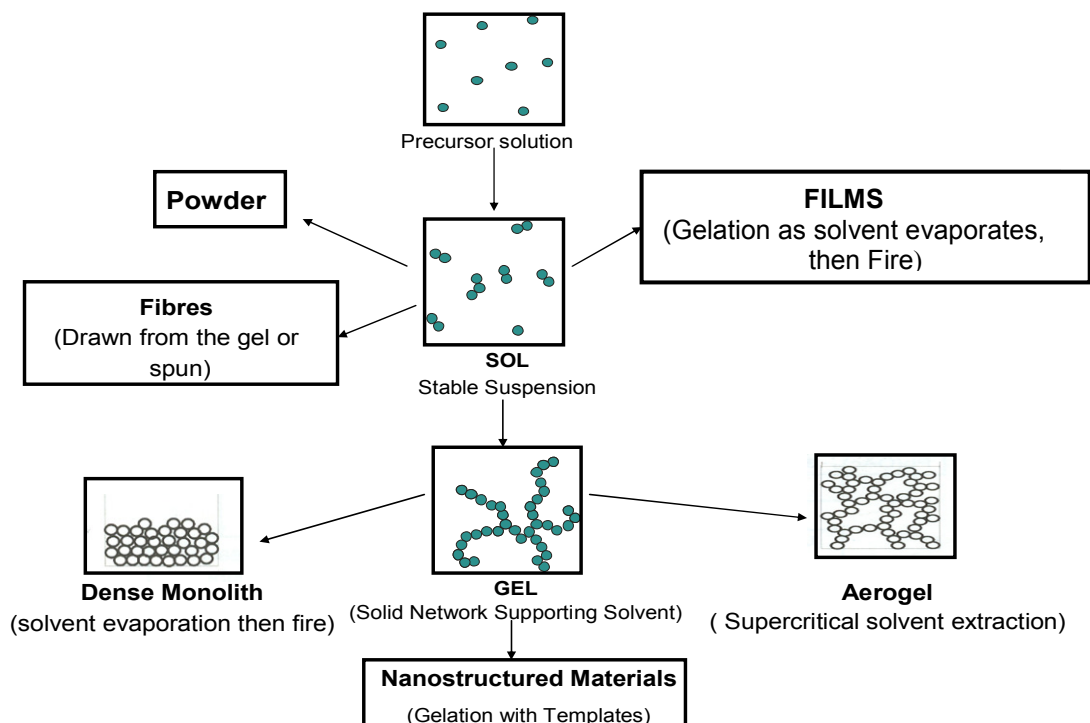 Precursor solution
Powder
FILMS
(Gelation as solvent evaporates,
then Fire)
Fibres
(Drawn from the gel or
spun)
SOL
Stable Suspension
Dense Monolith
(solvent evaporation then fire)
GEL
(Solid Network Supporting Solvent)
Aerogel
( Supercritical solvent extraction)
Nanostructured Materials
(Gelation with Templates)